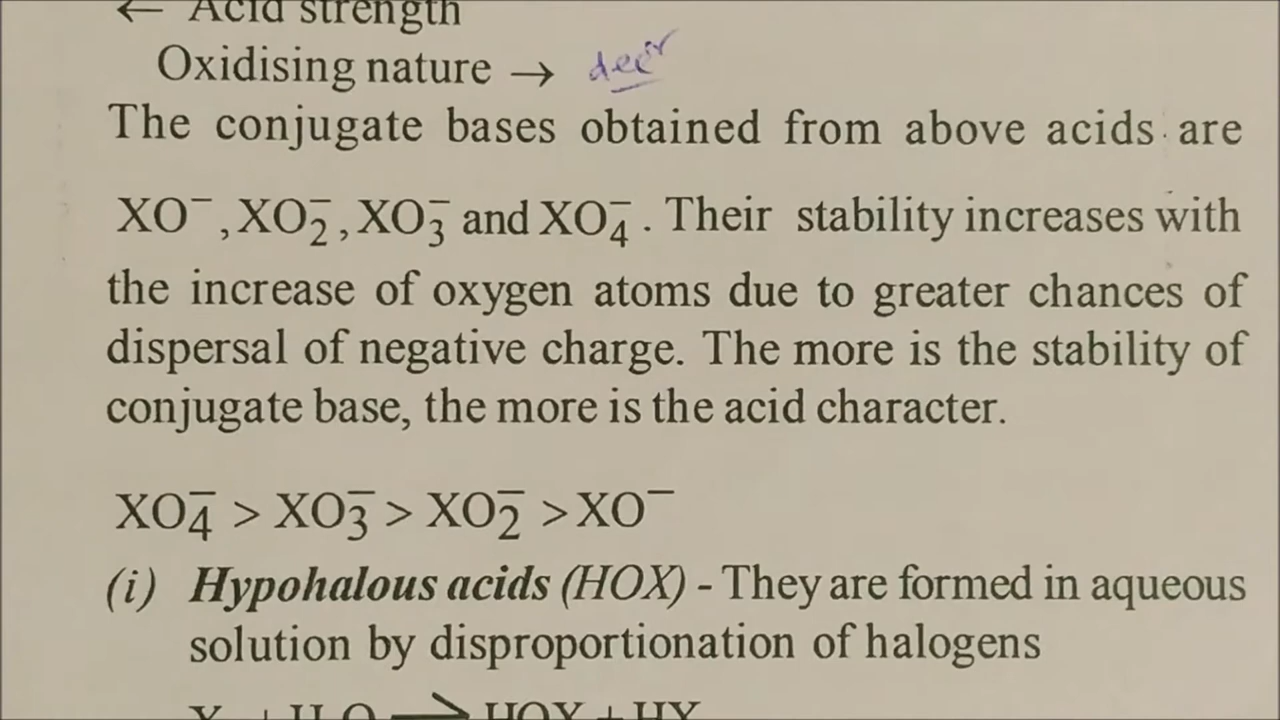 ← Acid strength
Oxidising nature → decr
The conjugate bases obtained from above acids are
XO⁻, XO₂⁻, XO₃⁻ and XO₄⁻. Their stability increases with
the increase of oxygen atoms due to greater chances of
dispersal of negative charge. The more is the stability of
conjugate base, the more is the acid character.
XO₄⁻ > XO₃⁻ > XO₂⁻ > XO⁻
(i) Hypohalous acids (HOX) - They are formed in aqueous
solution by disproportionation of halogens